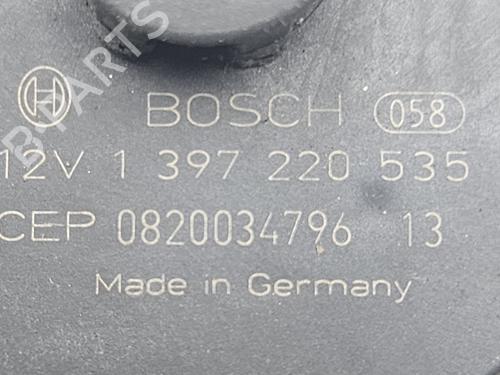 BOSCH 058
12V 1 397 220 535
CEP 0820034796 13
Made in Germany